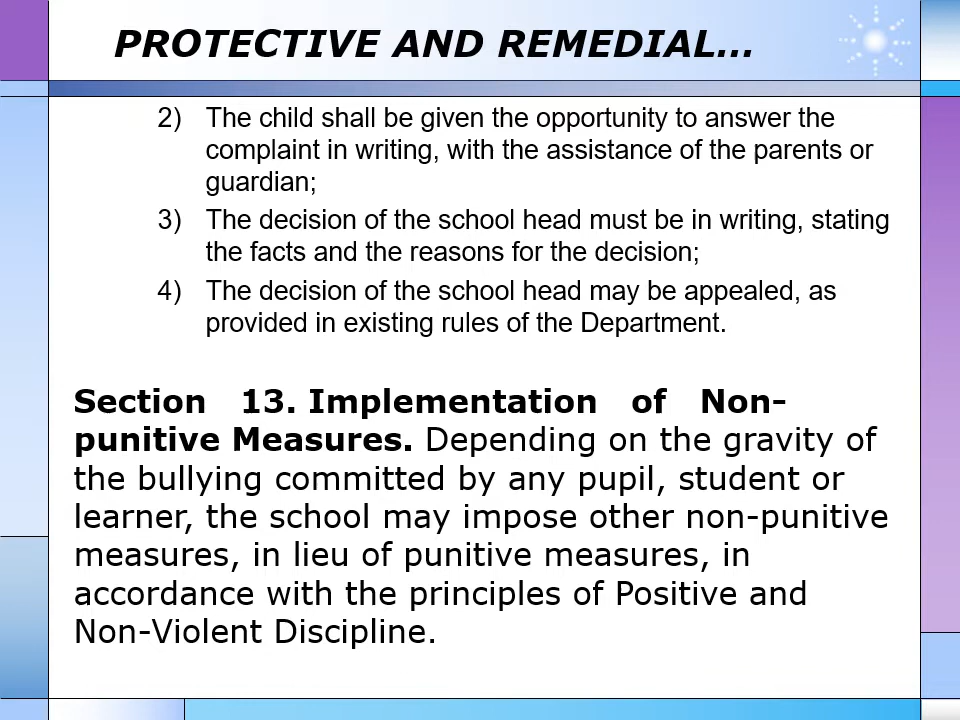 PROTECTIVE AND REMEDIAL...
2) The child shall be given the opportunity to answer the
complaint in writing, with the assistance of the parents or
guardian;
3) The decision of the school head must be in writing, stating
the facts and the reasons for the decision;
4) The decision of the school head may be appealed, as
provided in existing rules of the Department.
Section 13. Implementation of Non-
punitive Measures. Depending on the gravity of
the bullying committed by any pupil, student or
learner, the school may impose other non-punitive
measures, in lieu of punitive measures, in
accordance with the principles of Positive and
Non-Violent Discipline.